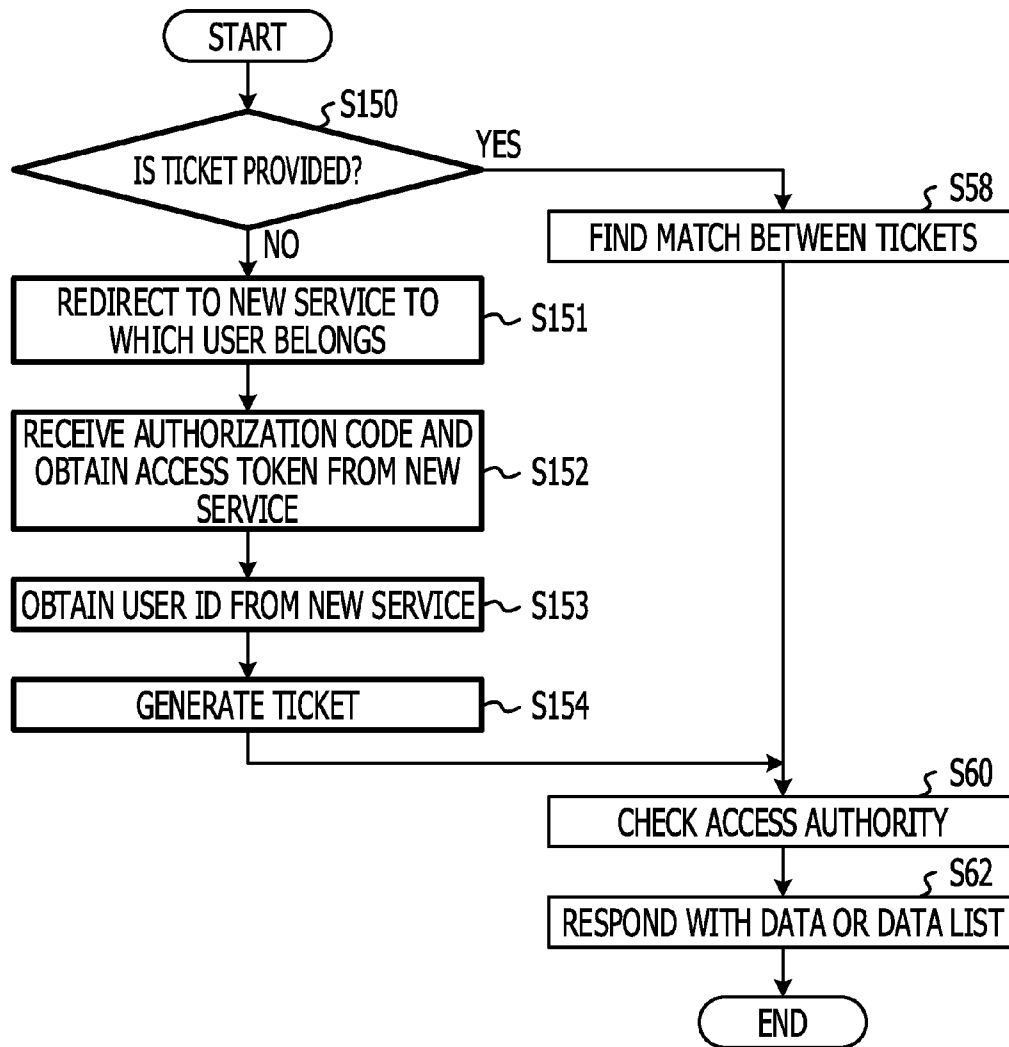 START
S150
IS TICKET PROVIDED?
YES
NO
S58
FIND MATCH BETWEEN TICKETS
REDIRECT TO NEW SERVICE TO
WHICH USER BELONGS
S151
RECEIVE AUTHORIZATION CODE AND
OBTAIN ACCESS TOKEN FROM NEW
SERVICE
S152
OBTAIN USER ID FROM NEW SERVICE
S153
GENERATE TICKET
S154
S60
CHECK ACCESS AUTHORITY
S62
RESPOND WITH DATA OR DATA LIST
END